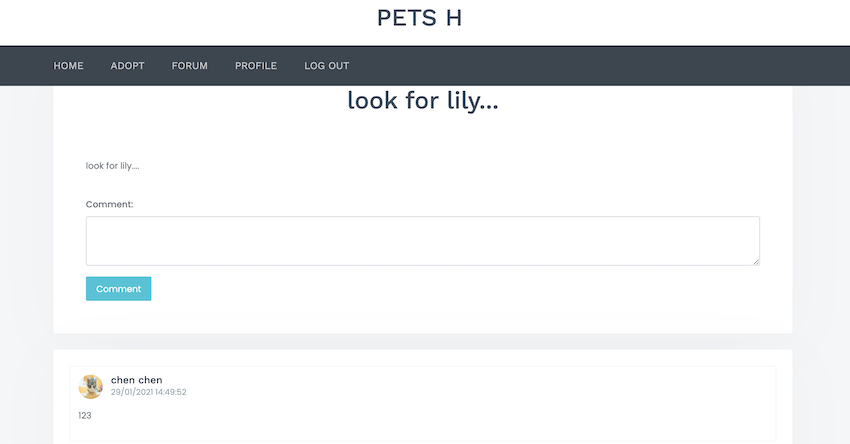 PETS H
HOME ADOPT FORUM PROFILE LOG OUT
look for lily...
look for lily....
Comment:
Comment
chen chen
29/01/2021 14:49:52
123